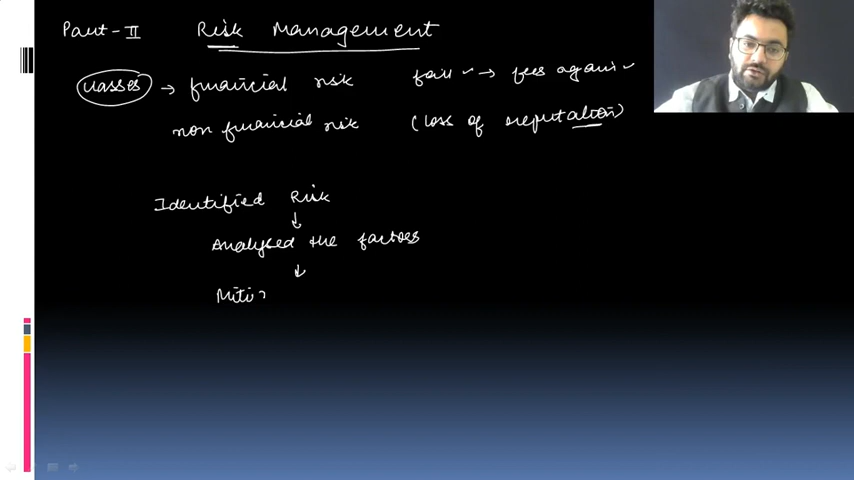 Part-II Risk Management
→ financial risk fail → fees again
non financial risk (loss of reputation)
Identified Risk
↓
Analysed the factors
↓
Miti